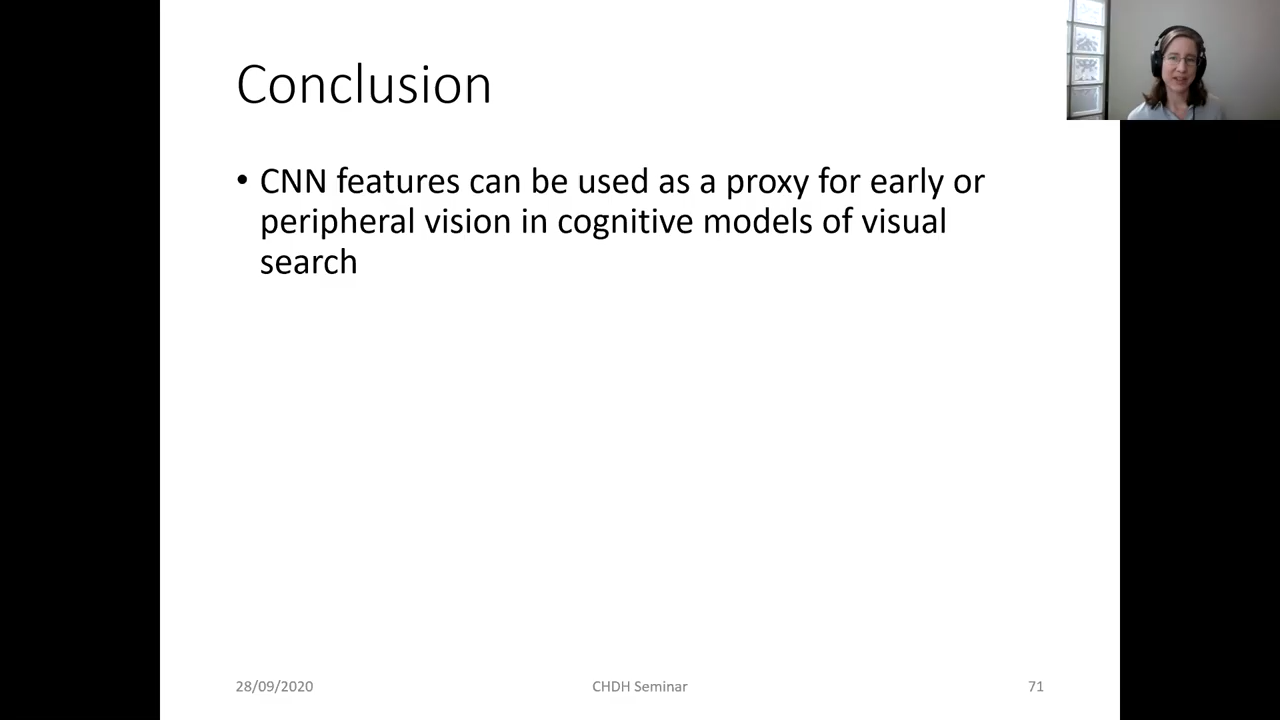 Conclusion
• CNN features can be used as a proxy for early or
peripheral vision in cognitive models of visual
search
28/09/2020
CHDH Seminar
71